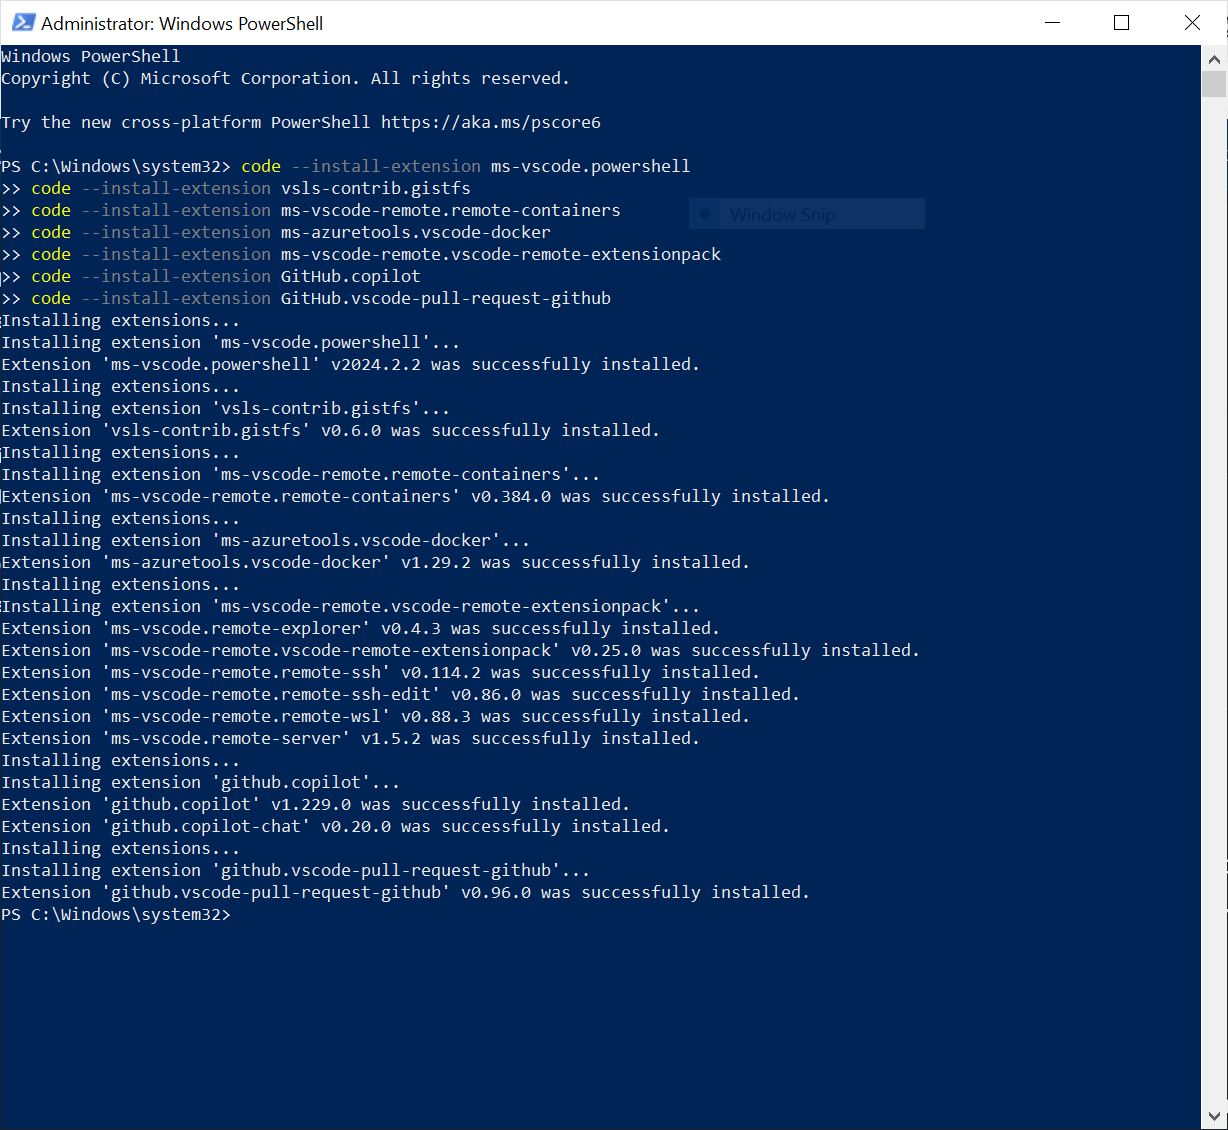 Administrator: Windows PowerShell
Windows PowerShell
Copyright (C) Microsoft Corporation. All rights reserved.
Try the new cross-platform PowerShell https://aka.ms/pscore6
PS C:\Windows\system32> code --install-extension ms-vscode.powershell
>> code --install-extension vsls-contrib.gistfs
>> code --install-extension ms-vscode-remote.remote-containers
Window Snip
>> code --install-extension ms-azuretools.vscode-docker
>> code --install-extension ms-vscode-remote.vscode-remote-extensionpack
>> code --install-extension GitHub.copilot
>> code --install-extension GitHub.vscode-pull-request-github
Installing extensions...
Installing extension 'ms-vscode.powershell'...
Extension 'ms-vscode.powershell' v2024.2.2 was successfully installed.
Installing extensions...
Installing extension 'vsls-contrib.gistfs'...
Extension 'vsls-contrib.gistfs' v0.6.0 was successfully installed.
Installing extensions...
Installing extension 'ms-vscode-remote.remote-containers'...
Extension 'ms-vscode-remote.remote-containers' v0.384.0 was successfully installed.
Installing extensions...
Installing extension 'ms-azuretools.vscode-docker'...
Extension 'ms-azuretools.vscode-docker' v1.29.2 was successfully installed.
Installing extensions...
Installing extension 'ms-vscode-remote.vscode-remote-extensionpack'...
Extension 'ms-vscode.remote-explorer' v0.4.3 was successfully installed.
Extension 'ms-vscode-remote.vscode-remote-extensionpack' v0.25.0 was successfully installed.
Extension 'ms-vscode-remote.remote-ssh' v0.114.2 was successfully installed.
Extension 'ms-vscode-remote.remote-ssh-edit' v0.86.0 was successfully installed.
Extension 'ms-vscode-remote.remote-wsl' v0.88.3 was successfully installed.
Extension 'ms-vscode.remote-server' v1.5.2 was successfully installed.
Installing extensions...
Installing extension 'github.copilot'...
Extension 'github.copilot' v1.229.0 was successfully installed.
Extension 'github.copilot-chat' v0.20.0 was successfully installed.
Installing extensions...
Installing extension 'github.vscode-pull-request-github'...
Extension 'github.vscode-pull-request-github' v0.96.0 was successfully installed.
PS C:\Windows\system32>